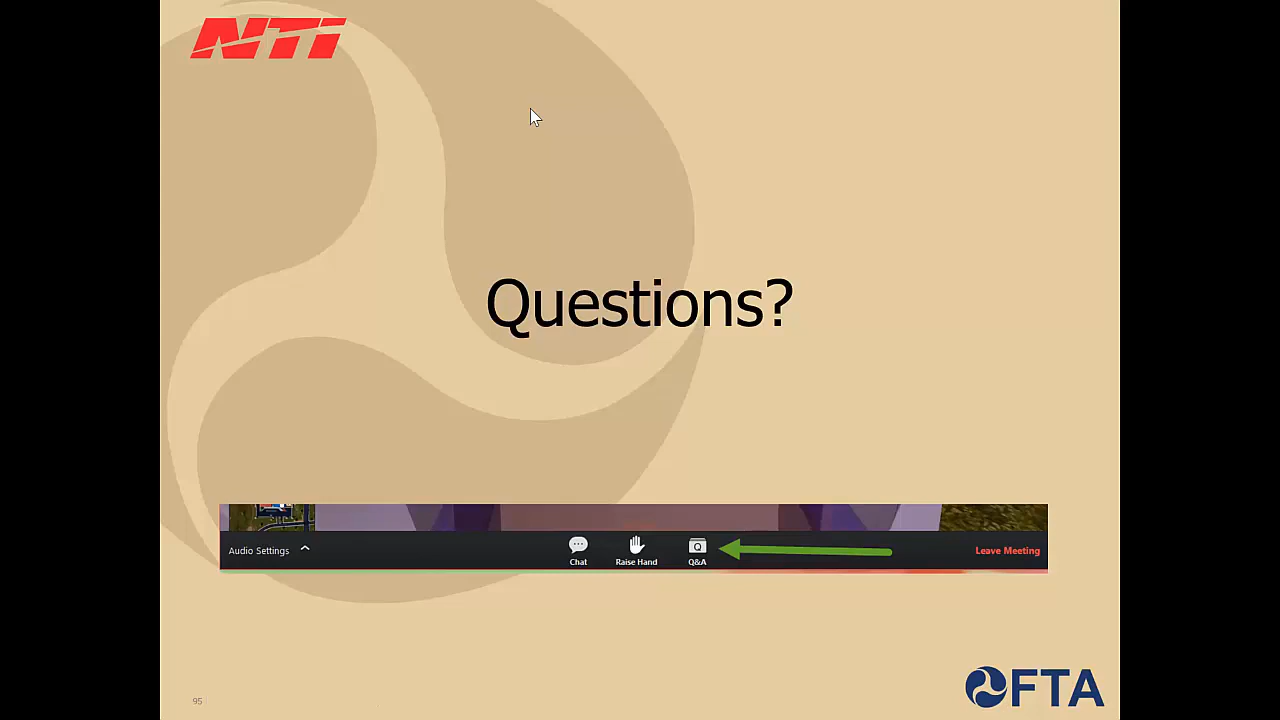 NTI
Questions?
Audio Settings
Chat
Raise Hand
Q
Q&A
Leave Meeting
95
FTA